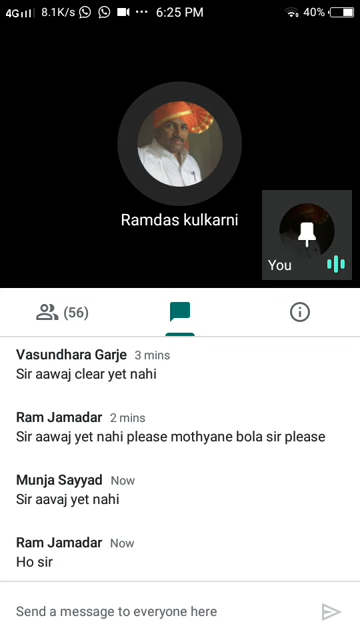 4G 8.1K/s ... 6:25 PM 40%
Ramdas kulkarni
You
(56)
Vasundhara Garje 3 mins
Sir aawaj clear yet nahi
Ram Jamadar 2 mins
Sir aawaj yet nahi please mothyane bola sir please
Munja Sayyad Now
Sir aavaj yet nahi
Ram Jamadar Now
Ho sir
Send a message to everyone here